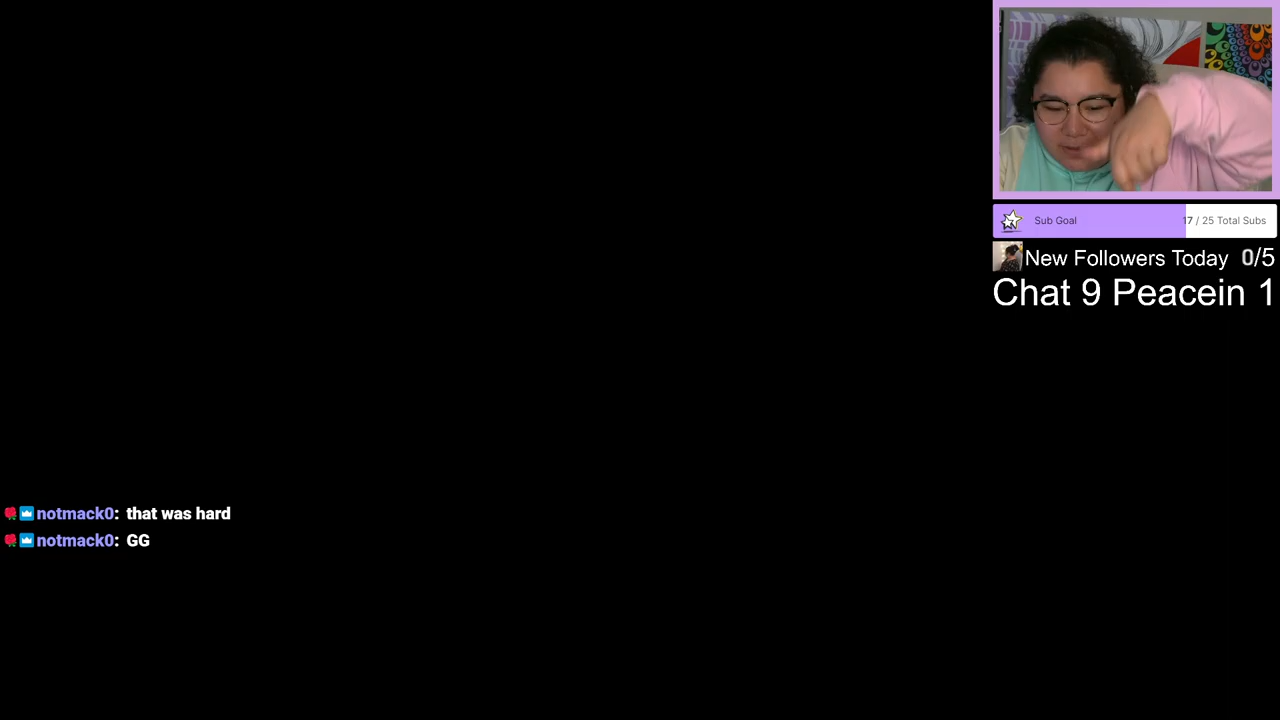 Sub Goal 17 / 25 Total Subs
New Followers Today 0/5
Chat 9 Peacein 1
notmack0: that was hard
notmack0: GG